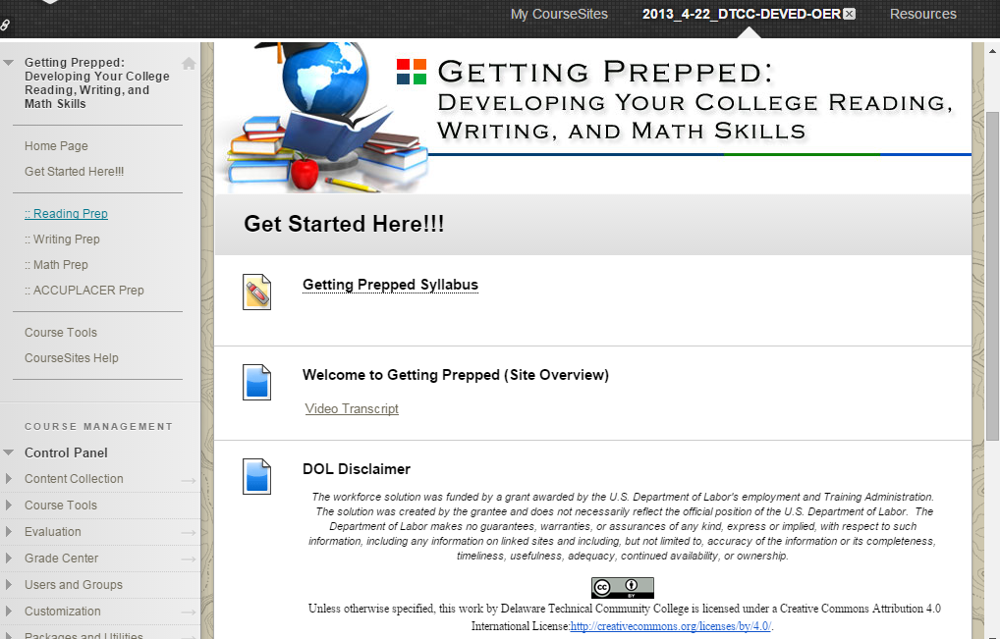 My CourseSites
2013_4-22_DTCC-DEVED-OER
Resources
Getting Prepped:
Developing Your College
Reading, Writing, and
Math Skills
Home Page
Get Started Here!!!
:: Reading Prep
:: Writing Prep
:: Math Prep
:: ACCUPLACER Prep
Course Tools
CourseSites Help
COURSE MANAGEMENT
Control Panel
Content Collection
Course Tools
Evaluation
Grade Center
Users and Groups
Customization
Packages and Utilities
GETTING PREPPED:
DEVELOPING YOUR COLLEGE READING,
WRITING, AND MATH SKILLS
Get Started Here!!!
Getting Prepped Syllabus
Welcome to Getting Prepped (Site Overview)
Video Transcript
DOL Disclaimer
The workforce solution was funded by a grant awarded by the U.S. Department of Labor's employment and Training Administration.
The solution was created by the grantee and does not necessarily reflect the official position of the U.S. Department of Labor. The
Department of Labor makes no guarantees, warranties, or assurances of any kind, express or implied, with respect to such
information, including any information on linked sites and including, but not limited to, accuracy of the information or its completeness,
timeliness, usefulness, adequacy, continued availability, or ownership.
cc BY
Unless otherwise specified, this work by Delaware Technical Community College is licensed under a Creative Commons Attribution 4.0
International License:http://creativecommons.org/licenses/by/4.0/.